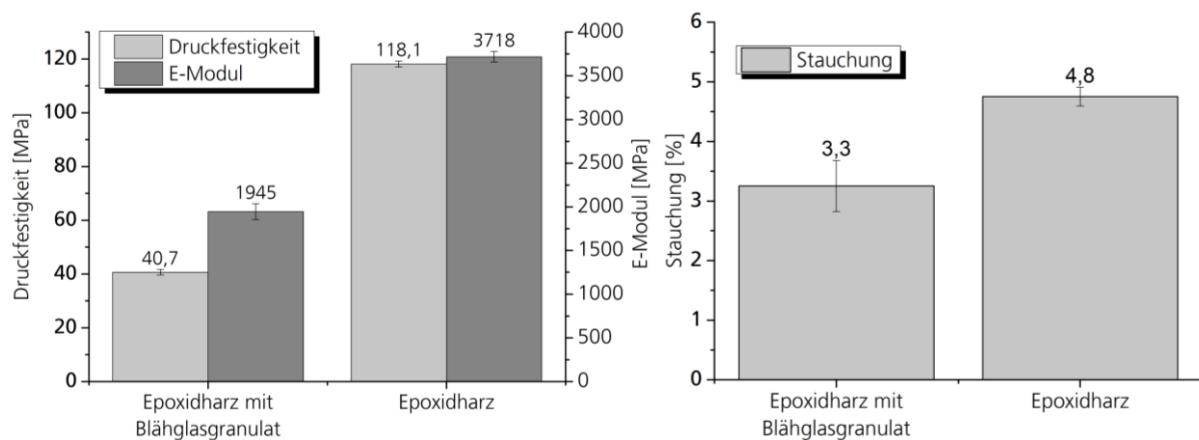 Druckfestigkeit
E-Modul
Druckfestigkeit [MPa]
120
100
80
60
40
20
0
40,7
1945
118,1
3718
4000
3500
3000
2500
2000
1500
1000
500
0
E-Modul [MPa]
Epoxidharz mit
Blähglasgranulat
Epoxidharz
Stauchung
Stauchung [%]
6
5
4
3
2
1
0
3,3
4,8
Epoxidharz mit
Blähglasgranulat
Epoxidharz